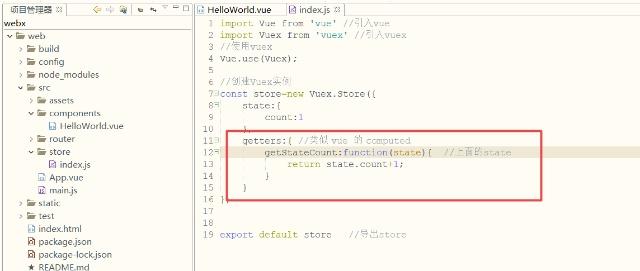 项目管理器
webx
web
build
config
node_modules
src
assets
components
HelloWorld.vue
router
store
index.js
App.vue
main.js
static
test
index.html
package.json
package-lock.json
README.md
HelloWorld.vue
index.js
1 import Vue from 'vue' //引入vue
2 import Vuex from 'vuex' //引入vuex
3 //使用vuex
4 Vue.use(Vuex);
5
6 //创建Vuex实例
7 const store=new Vuex.Store({
8 state:{
9 count:1
10 },
11 getters:{ //类似 vue 的 computed
12 getStateCount:function(state){ //上面的state
13 return state.count+1;
14 }
15 }
16 })
17
18
19 export default store //导出store